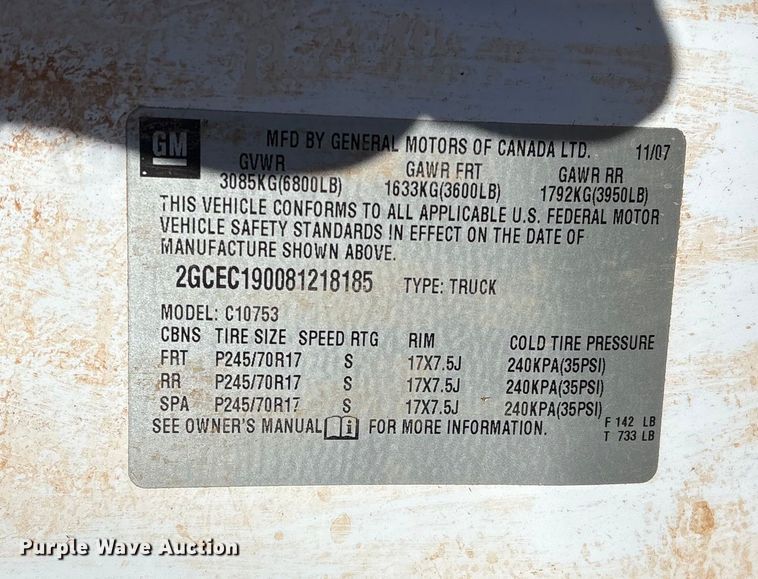 GM
MFD BY GENERAL MOTORS OF CANADA LTD. 11/07
GVWR GAWR FRT GAWR RR
3085KG(6800LB) 1633KG(3600LB) 1792KG(3950LB)
THIS VEHICLE CONFORMS TO ALL APPLICABLE U.S. FEDERAL MOTOR
VEHICLE SAFETY STANDARDS IN EFFECT ON THE DATE OF
MANUFACTURE SHOWN ABOVE.
2GCEC190081218185 TYPE: TRUCK
MODEL: C10753
CBNS TIRE SIZE SPEED RTG RIM COLD TIRE PRESSURE
FRT P245/70R17 S 17X7.5J 240KPA(35PSI)
RR P245/70R17 S 17X7.5J 240KPA(35PSI)
SPA P245/70R17 S 17X7.5J 240KPA(35PSI)
SEE OWNER'S MANUAL i FOR MORE INFORMATION. F 142 LB
T 733 LB
Purple Wave Auction